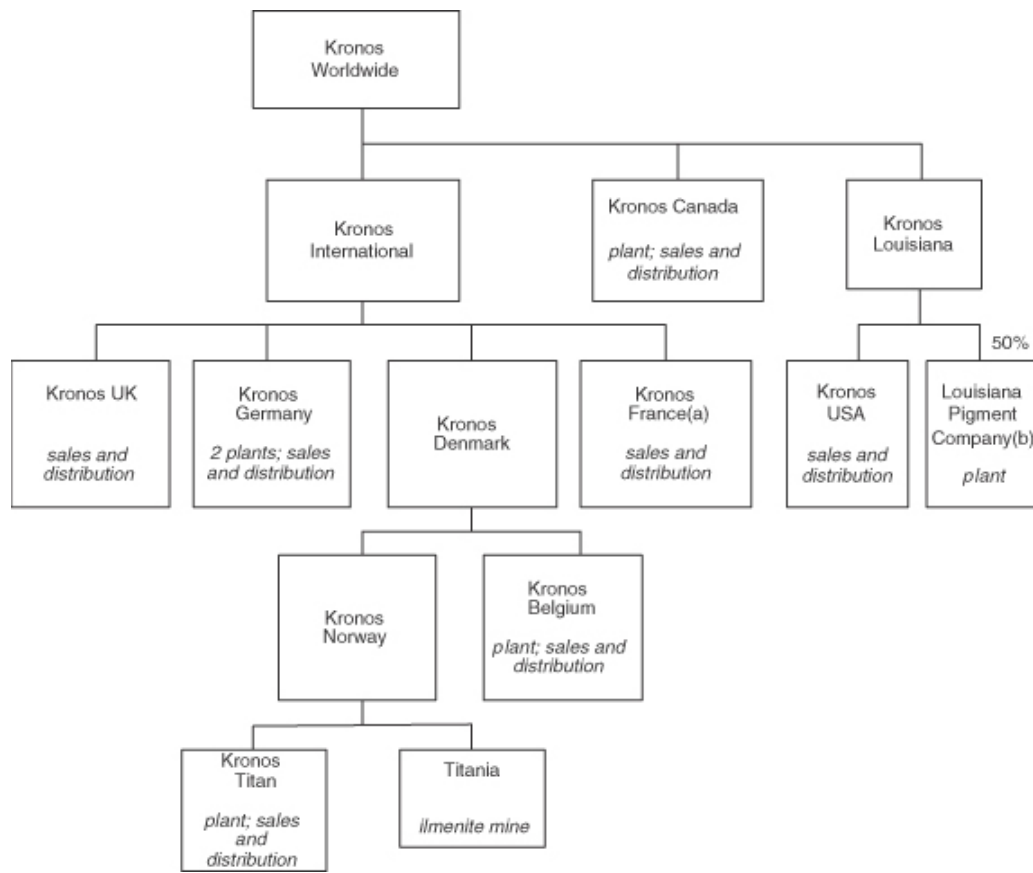 Kronos
Worldwide
Kronos
International
Kronos Canada
plant; sales and
distribution
Kronos
Louisiana
50%
Kronos UK
sales and
distribution
Kronos
Germany
2 plants; sales
and distribution
Kronos
Denmark
Kronos
France(a)
sales and
distribution
Kronos
USA
sales and
distribution
Louisiana
Pigment
Company(b)
plant
Kronos
Norway
Kronos
Belgium
plant; sales and
distribution
Kronos
Titan
plant; sales
and
distribution
Titania
ilmenite mine